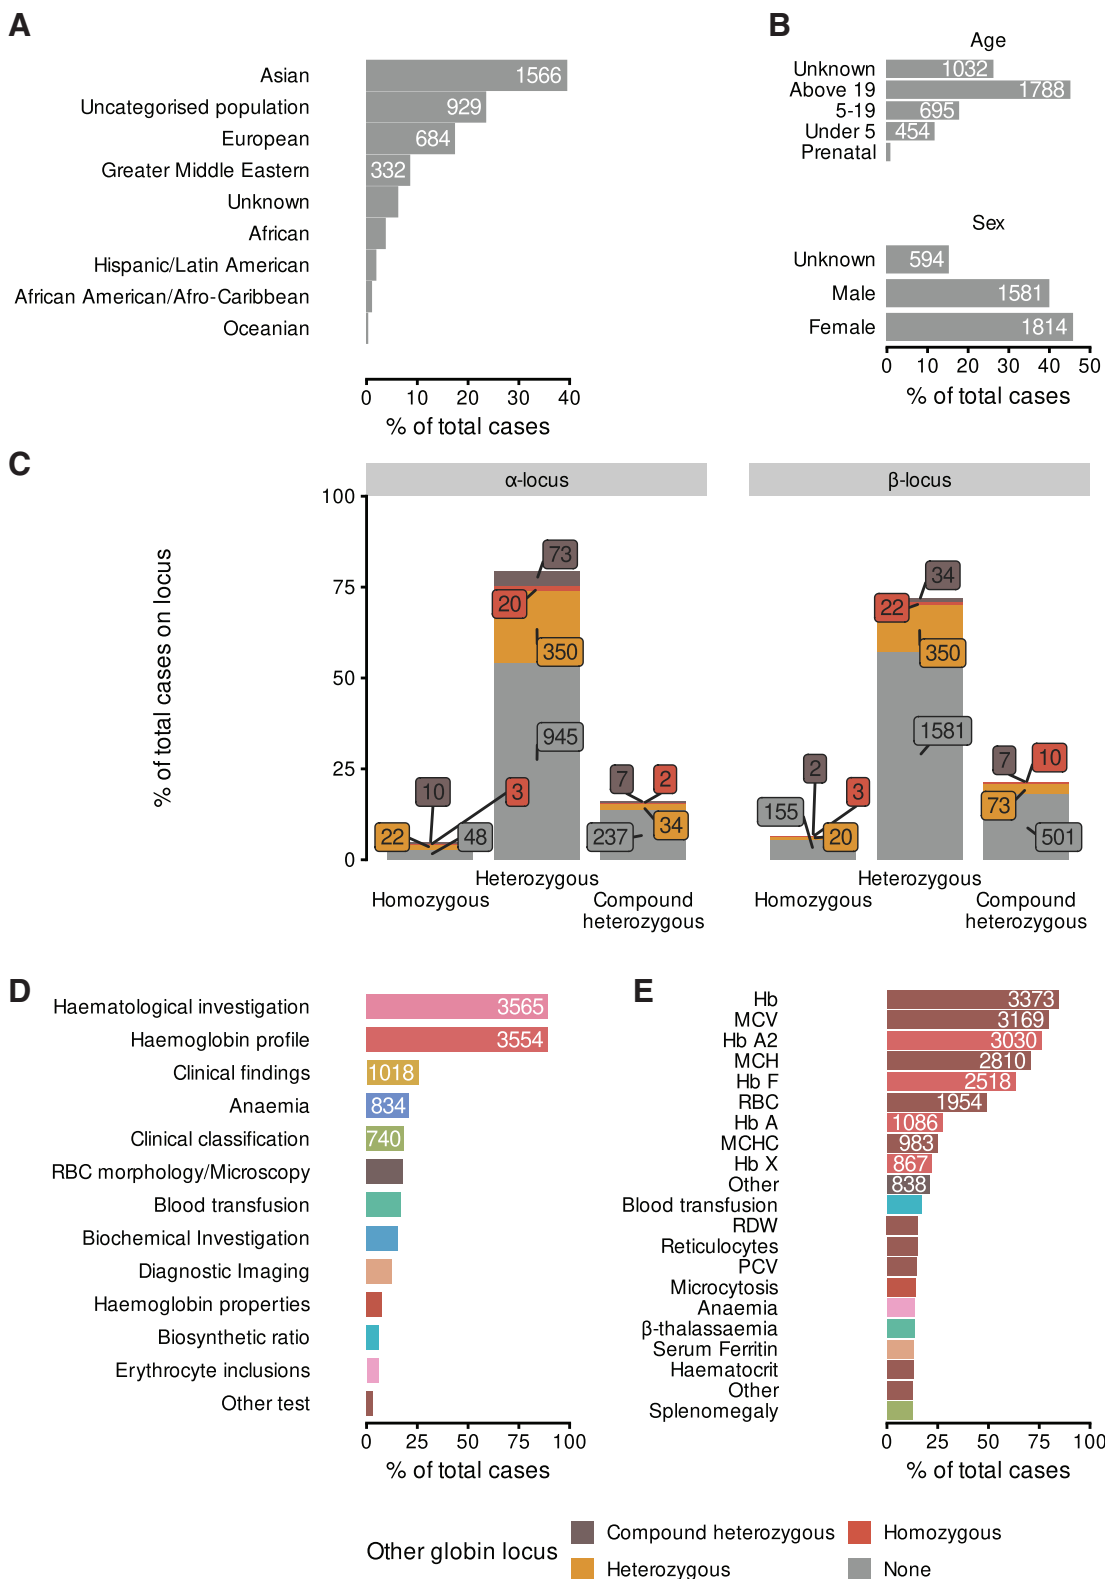 A
Asian 1566
Uncategorised population 929
European 684
Greater Middle Eastern 332
Unknown
African
Hispanic/Latin American
African American/Afro-Caribbean
Oceanian
0 10 20 30 40
% of total cases
B
Age
Unknown 1032
Above 19 1788
5-19 695
Under 5 454
Prenatal
Sex
Unknown 594
Male 1581
Female 1814
0 10 20 30 40 50
% of total cases
C
% of total cases on locus
100
75
50
25
0
α-locus
73
20
350
945
10
3
22
48
7
2
34
237
Homozygous
Heterozygous
Compound
heterozygous
β-locus
34
22
350
1581
2
3
155
20
7
10
73
501
Homozygous
Heterozygous
Compound
heterozygous
D
Haematological investigation 3565
Haemoglobin profile 3554
Clinical findings 1018
Anaemia 834
Clinical classification 740
RBC morphology/Microscopy
Blood transfusion
Biochemical Investigation
Diagnostic Imaging
Haemoglobin properties
Biosynthetic ratio
Erythrocyte inclusions
Other test
0 25 50 75 100
% of total cases
E
Hb 3373
MCV 3169
Hb A2 3030
MCH 2810
Hb F 2518
RBC 1954
Hb A 1086
MCHC 983
Hb X 867
Other 838
Blood transfusion
RDW
Reticulocytes
PCV
Microcytosis
Anaemia
β-thalassaemia
Serum Ferritin
Haematocrit
Other
Splenomegaly
0 25 50 75 100
% of total cases
Other globin locus
Compound heterozygous
Homozygous
Heterozygous
None